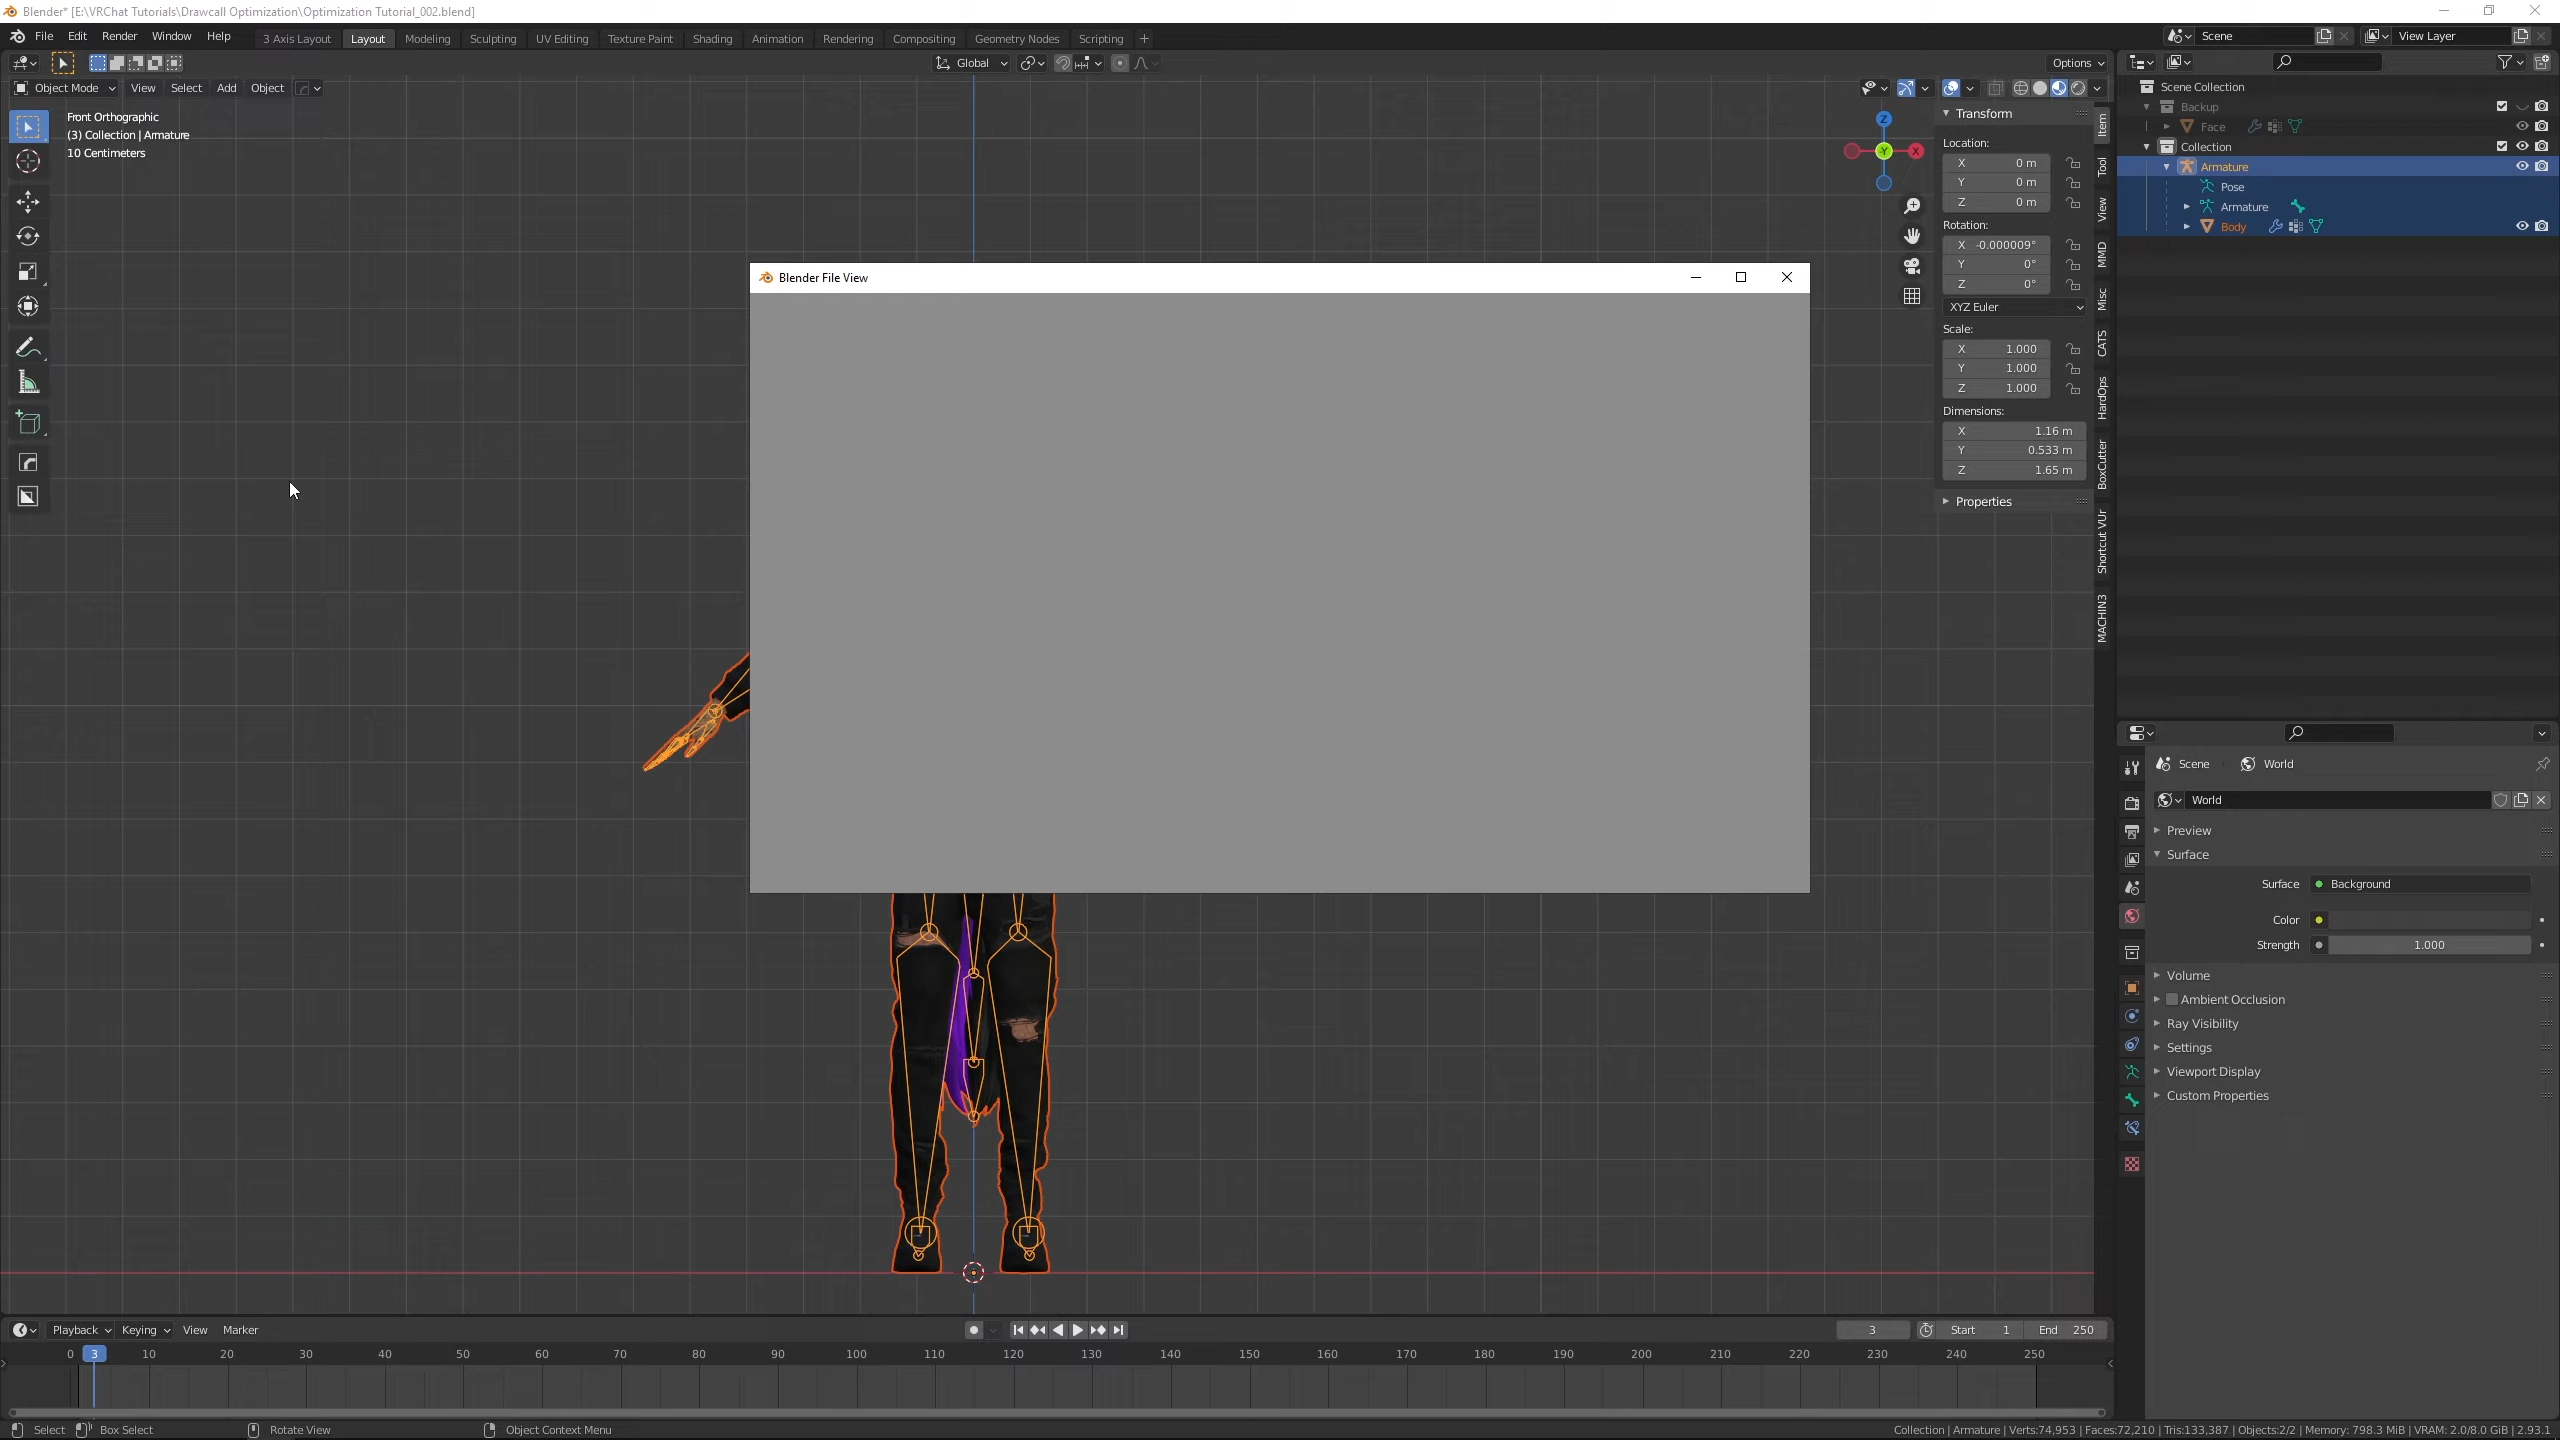 Blender* [E:\VRChat Tutorials\Drawcall Optimization\Optimization Tutorial_002.blend]
File Edit Render Window Help 3 Axis Layout Layout Modeling Sculpting UV Editing Texture Paint Shading Animation Rendering Compositing Geometry Nodes Scripting + Scene View Layer
Global Options
Object Mode View Select Add Object
Front Orthographic
(3) Collection | Armature
10 Centimeters
Z
-Y
X
Transform
Location:
X 0 m
Y 0 m
Z 0 m
Rotation:
X -0.000009°
Y 0°
Z 0°
XYZ Euler
Scale:
X 1.000
Y 1.000
Z 1.000
Dimensions:
X 1.16 m
Y 0.533 m
Z 1.65 m
Properties
Item
Tool
View
MMD
Misc
CATS
HardOps
BoxCutter
Shortcut VUr
MACHIN3
Scene Collection
Backup
Face
Collection
Armature
Pose
Armature
Body
Blender File View
Scene World
World
Preview
Surface
Surface Background
Color
Strength 1.000
Volume
Ambient Occlusion
Ray Visibility
Settings
Viewport Display
Custom Properties
Playback Keying View Marker 3 Start 1 End 250
0 3 10 20 30 40 50 60 70 80 90 100 110 120 130 140 150 160 170 180 190 200 210 220 230 240 250
Select Box Select Rotate View Object Context Menu Collection | Armature | Verts:74,953 | Faces:72,210 | Tris:133,387 | Objects:2/2 | Memory: 798.3 MiB | VRAM: 2.0/8.0 GiB | 2.93.1